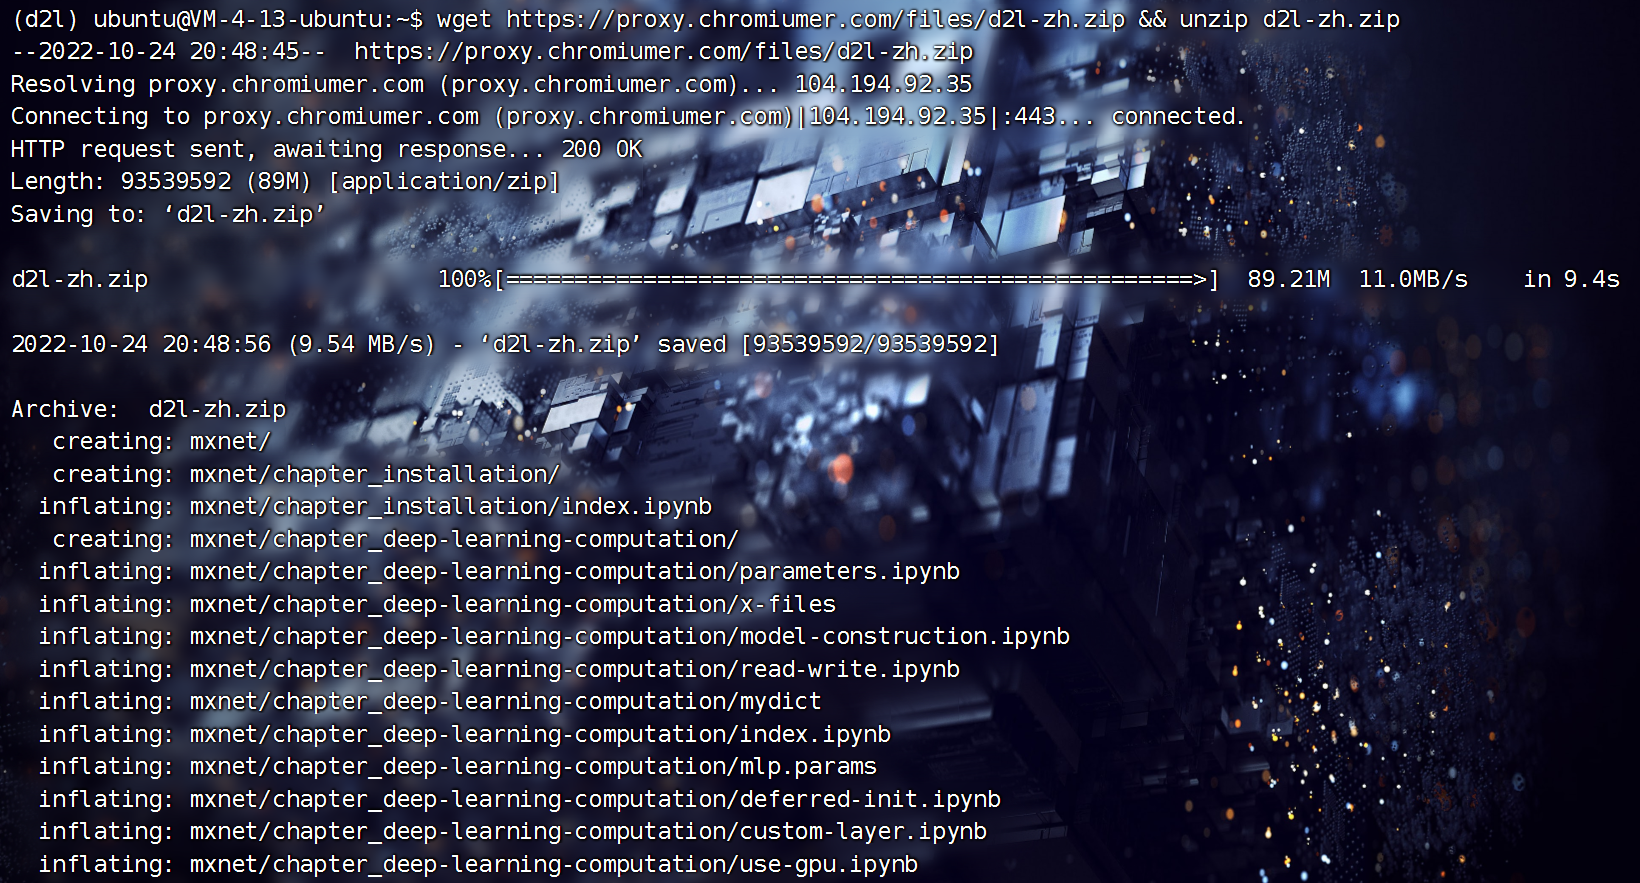 (d2l) ubuntu@VM-4-13-ubuntu:~$ wget https://proxy.chromiumer.com/files/d2l-zh.zip && unzip d2l-zh.zip
--2022-10-24 20:48:45--  https://proxy.chromiumer.com/files/d2l-zh.zip
Resolving proxy.chromiumer.com (proxy.chromiumer.com)... 104.194.92.35
Connecting to proxy.chromiumer.com (proxy.chromiumer.com)|104.194.92.35|:443... connected.
HTTP request sent, awaiting response... 200 OK
Length: 93539592 (89M) [application/zip]
Saving to: ‘d2l-zh.zip’
d2l-zh.zip                     100%[==================================================>]  89.21M  11.0MB/s    in 9.4s
2022-10-24 20:48:56 (9.54 MB/s) - ‘d2l-zh.zip’ saved [93539592/93539592]
Archive:  d2l-zh.zip
   creating: mxnet/
   creating: mxnet/chapter_installation/
  inflating: mxnet/chapter_installation/index.ipynb
   creating: mxnet/chapter_deep-learning-computation/
  inflating: mxnet/chapter_deep-learning-computation/parameters.ipynb
  inflating: mxnet/chapter_deep-learning-computation/x-files
  inflating: mxnet/chapter_deep-learning-computation/model-construction.ipynb
  inflating: mxnet/chapter_deep-learning-computation/read-write.ipynb
  inflating: mxnet/chapter_deep-learning-computation/mydict
  inflating: mxnet/chapter_deep-learning-computation/index.ipynb
  inflating: mxnet/chapter_deep-learning-computation/mlp.params
  inflating: mxnet/chapter_deep-learning-computation/deferred-init.ipynb
  inflating: mxnet/chapter_deep-learning-computation/custom-layer.ipynb
  inflating: mxnet/chapter_deep-learning-computation/use-gpu.ipynb